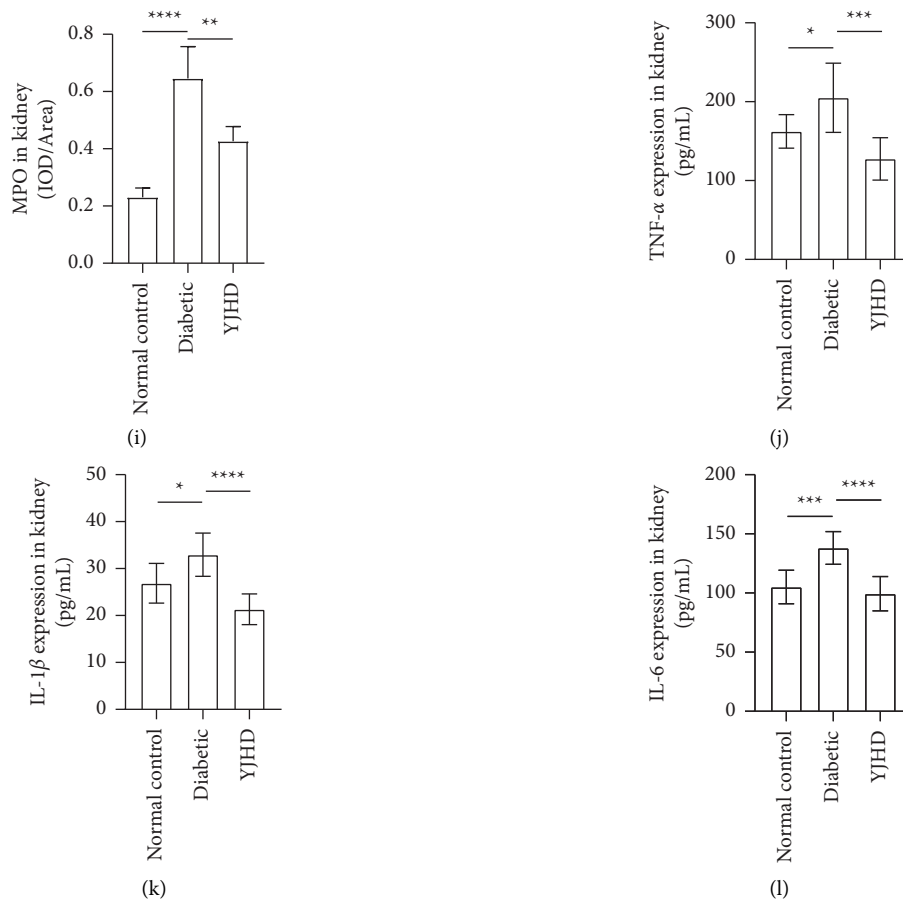 ****
**
MPO in kidney
(IOD/Area)
0.8
0.6
0.4
0.2
0.0
Normal control
Diabetic
YJHD
(i)
*
***
TNF-α expression in kidney
(pg/mL)
300
200
100
0
Normal control
Diabetic
YJHD
(j)
*
****
IL-1β expression in kidney
(pg/mL)
50
40
30
20
10
0
Normal control
Diabetic
YJHD
(k)
***
****
IL-6 expression in kidney
(pg/mL)
200
150
100
50
0
Normal control
Diabetic
YJHD
(l)